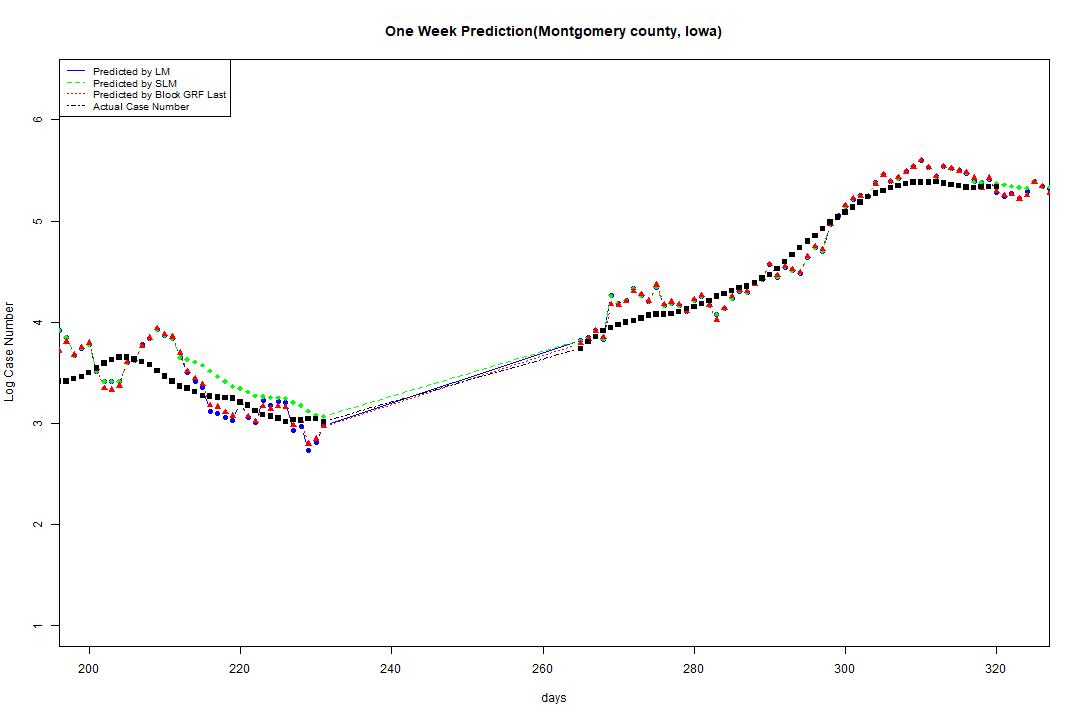 One Week Prediction(Montgomery county, Iowa)
Predicted by LM
Predicted by SLM
Predicted by Block GRF Last
Actual Case Number
Log Case Number
6
5
4
3
2
1
200 220 240 260 280 300 320
days